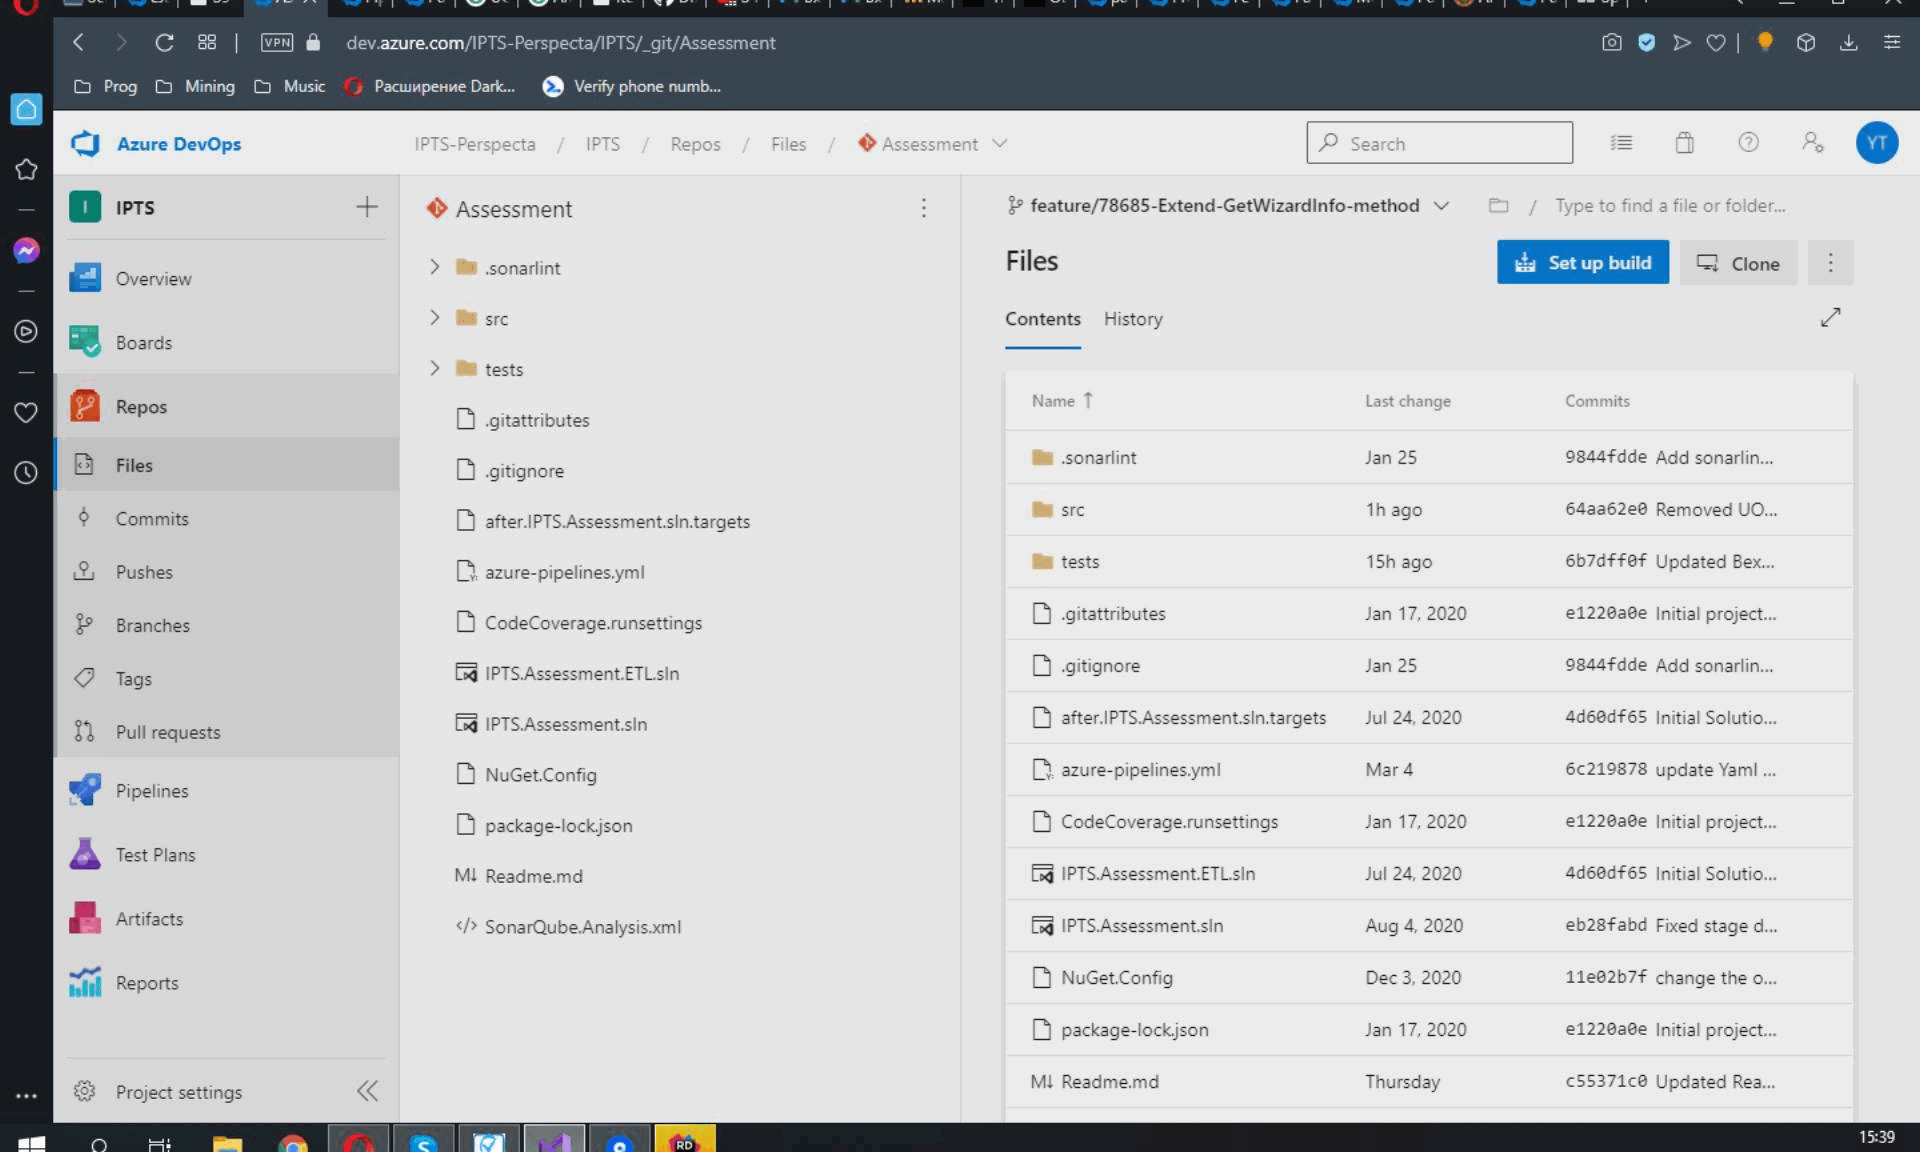 VPN
dev.azure.com/IPTS-Perspecta/IPTS/_git/Assessment
Prog
Mining
Music
Расширение Dark...
Verify phone numb...
Azure DevOps
IPTS-Perspecta / IPTS / Repos / Files / Assessment
Search
YT
I IPTS
Overview
Boards
Repos
Files
Commits
Pushes
Branches
Tags
Pull requests
Pipelines
Test Plans
Artifacts
Reports
Project settings
Assessment
.sonarlint
src
tests
.gitattributes
.gitignore
after.IPTS.Assessment.sln.targets
azure-pipelines.yml
CodeCoverage.runsettings
IPTS.Assessment.ETL.sln
IPTS.Assessment.sln
NuGet.Config
package-lock.json
M↓ Readme.md
</> SonarQube.Analysis.xml
feature/78685-Extend-GetWizardInfo-method / Type to find a file or folder...
Files
Set up build
Clone
Contents History
Name ↑ Last change Commits
.sonarlint Jan 25 9844fdde Add sonarlin...
src 1h ago 64aa62e0 Removed UO...
tests 15h ago 6b7dff0f Updated Bex...
.gitattributes Jan 17, 2020 e1220a0e Initial project...
.gitignore Jan 25 9844fdde Add sonarlin...
after.IPTS.Assessment.sln.targets Jul 24, 2020 4d60df65 Initial Solutio...
azure-pipelines.yml Mar 4 6c219878 update Yaml ...
CodeCoverage.runsettings Jan 17, 2020 e1220a0e Initial project...
IPTS.Assessment.ETL.sln Jul 24, 2020 4d60df65 Initial Solutio...
IPTS.Assessment.sln Aug 4, 2020 eb28fabd Fixed stage d...
NuGet.Config Dec 3, 2020 11e02b7f change the o...
package-lock.json Jan 17, 2020 e1220a0e Initial project...
M↓ Readme.md Thursday c55371c0 Updated Rea...
RD
15:39